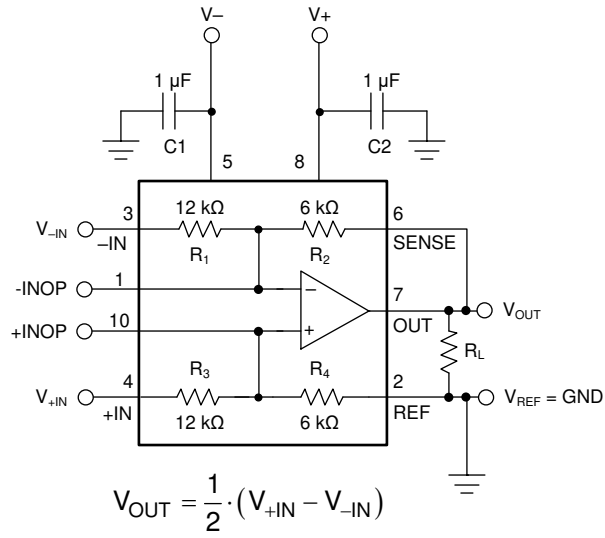 V– V+
1 µF 1 µF
C1 C2
5 8
V–IN 3 12 kΩ 6 kΩ 6
–IN R1 R2 SENSE
-INOP 1
7 VOUT
+INOP 10 OUT
RL
V+IN 4 R3 R4 2 VREF = GND
+IN 12 kΩ 6 kΩ REF
VOUT = 1/2 · (V+IN – V–IN)